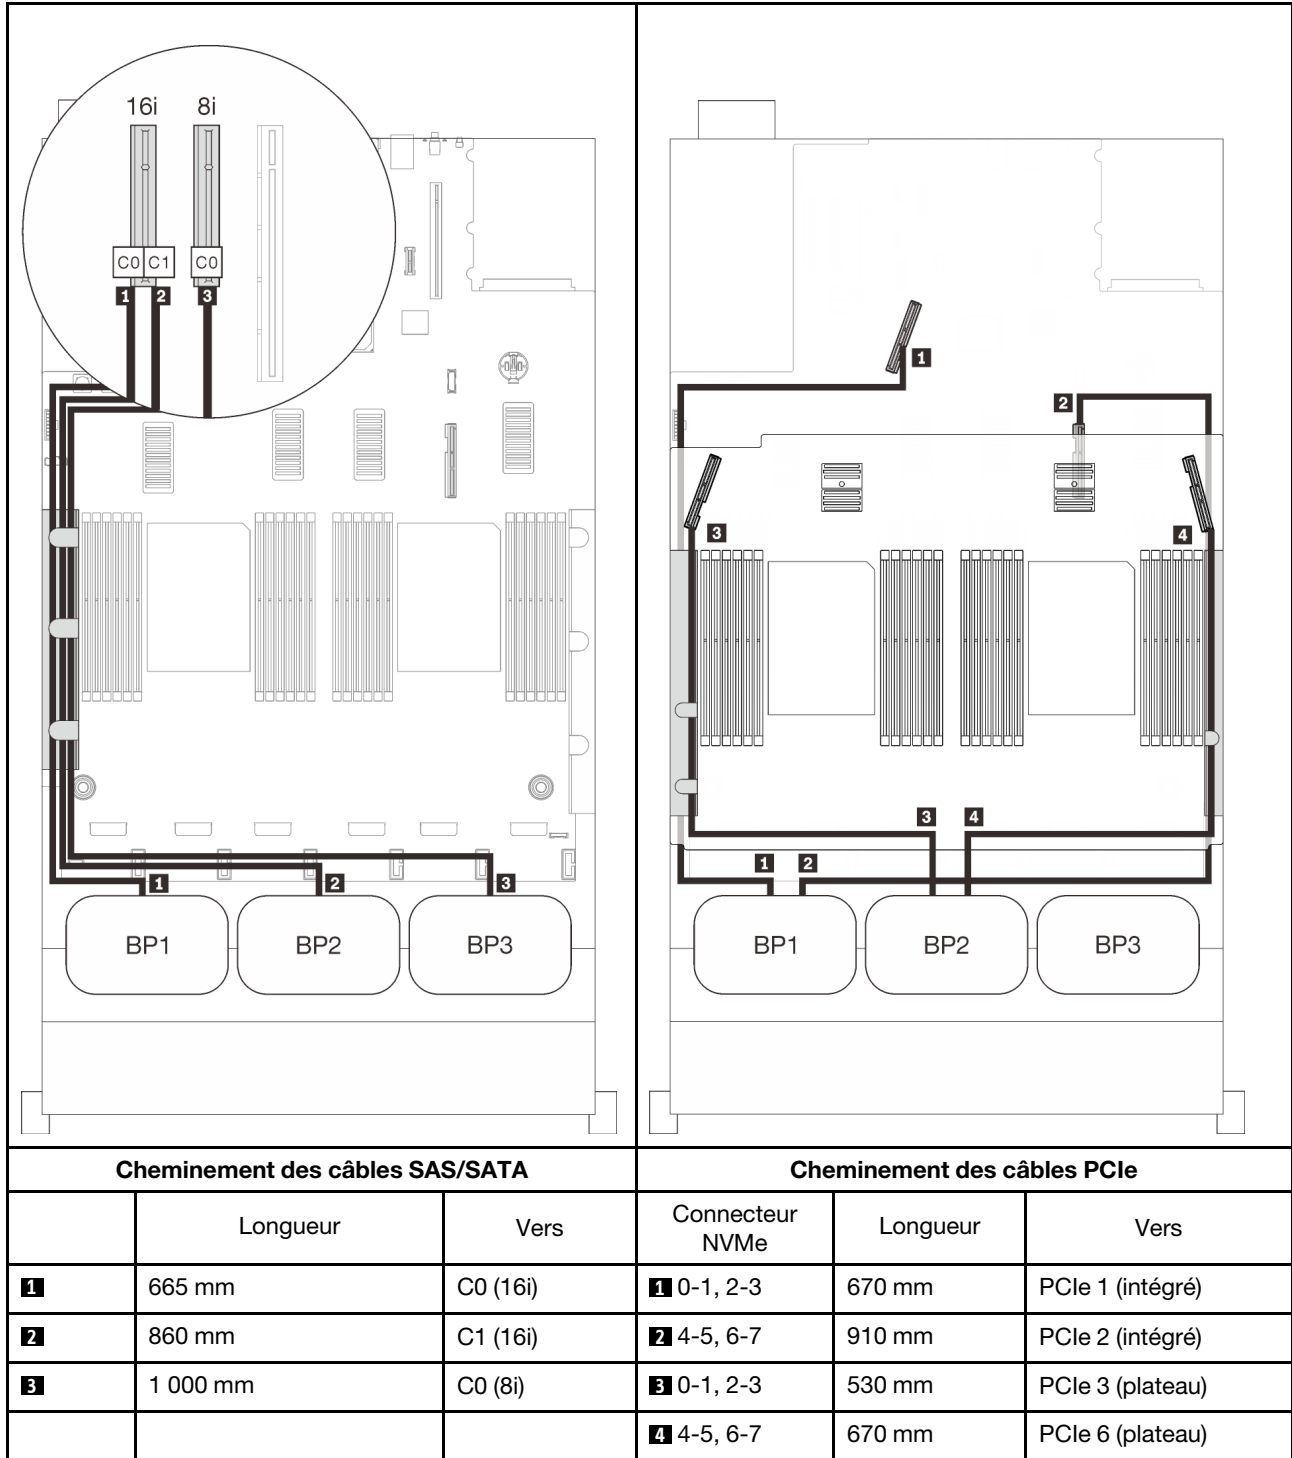 16i 8i
C0 C1 C0
1 2 3
1 2 3
BP1 BP2 BP3
1
2
3 4
3 4
1 2
BP1 BP2 BP3
Cheminement des câbles SAS/SATA
Longueur Vers
1 665 mm C0 (16i)
2 860 mm C1 (16i)
3 1 000 mm C0 (8i)
Cheminement des câbles PCIe
Connecteur
NVMe
Longueur Vers
1 0-1, 2-3 670 mm PCIe 1 (intégré)
2 4-5, 6-7 910 mm PCIe 2 (intégré)
3 0-1, 2-3 530 mm PCIe 3 (plateau)
4 4-5, 6-7 670 mm PCIe 6 (plateau)